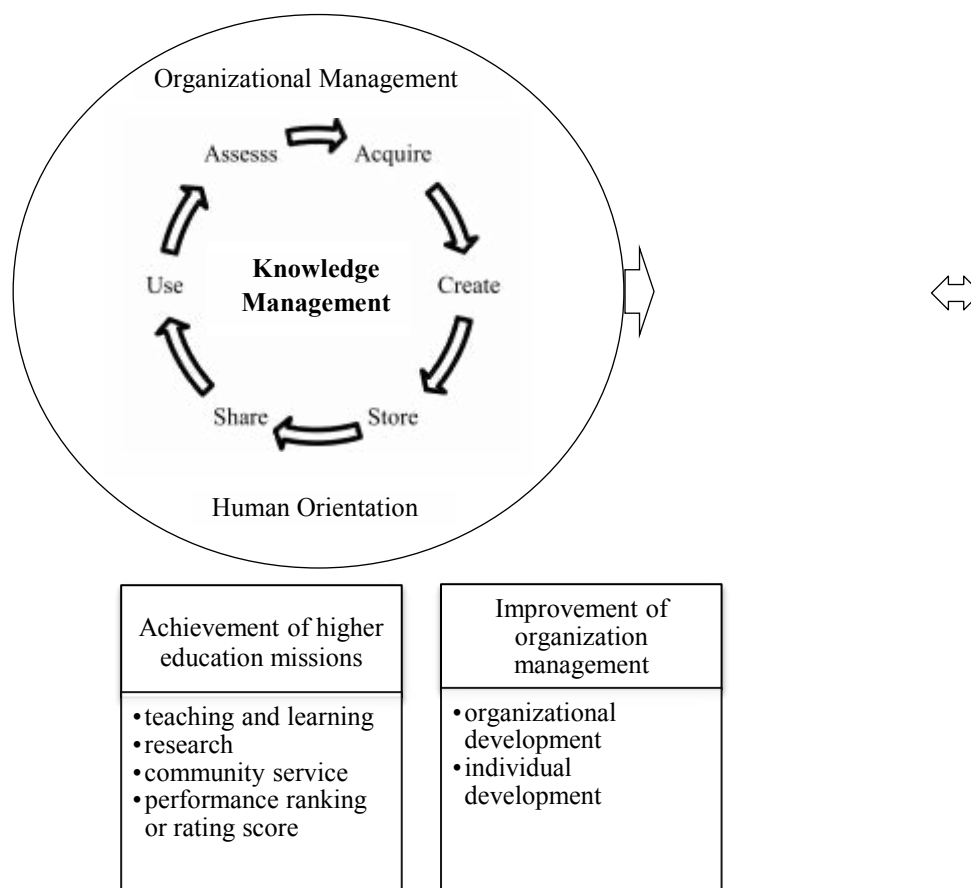 Organizational Management
Assesss
Acquire
Knowledge
Management
Use
Create
Share
Store
Human Orientation
Achievement of higher
education missions
•teaching and learning
•research
•community service
•performance ranking
or rating score
Improvement of
organization
management
•organizational
development
•individual
development